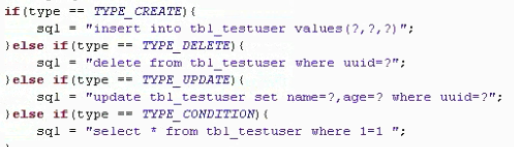 if(type == TYPE_CREATE){
sql = "insert into tbl_testuser values(?,?,?)";
}else if(type == TYPE_DELETE){
sql = "delete from tbl_testuser where uuid=?";
}else if(type == TYPE_UPDATE){
sql = "update tbl_testuser set name=?,age=? where uuid=?";
}else if(type == TYPE_CONDITION){
sql = "select * from tbl_testuser where 1=1 ";
}